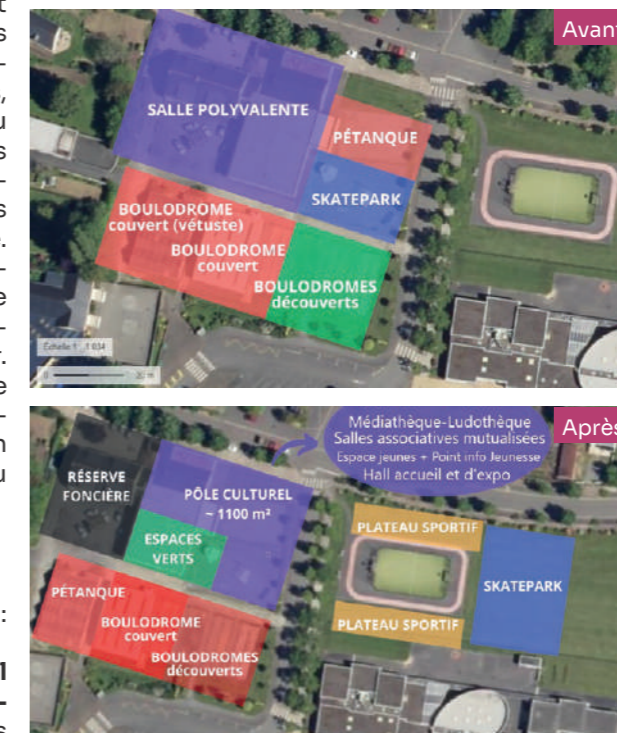 Avant
SALLE POLYVALENTE
PÉTANQUE
SKATEPARK
BOULODROME
couvert (vétuste)
BOULODROME
couvert
BOULODROMES
découverts
Après
Médiathèque-Ludothèque
Salles associatives mutualisées
Espace jeunes + Point info Jeunesse
Hall accueil et d'expo
RÉSERVE
FONCIÈRE
PÔLE CULTUREL
~ 1100 m²
ESPACES
VERTS
PLATEAU SPORTIF
SKATEPARK
PLATEAU SPORTIF
PÉTANQUE
BOULODROME
couvert
BOULODROMES
découverts